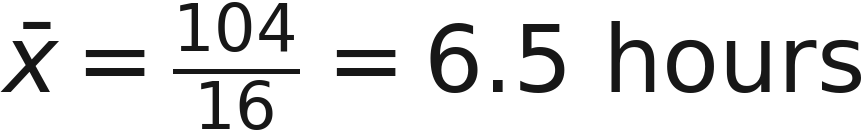 x̄ = 104/16 = 6.5 hours